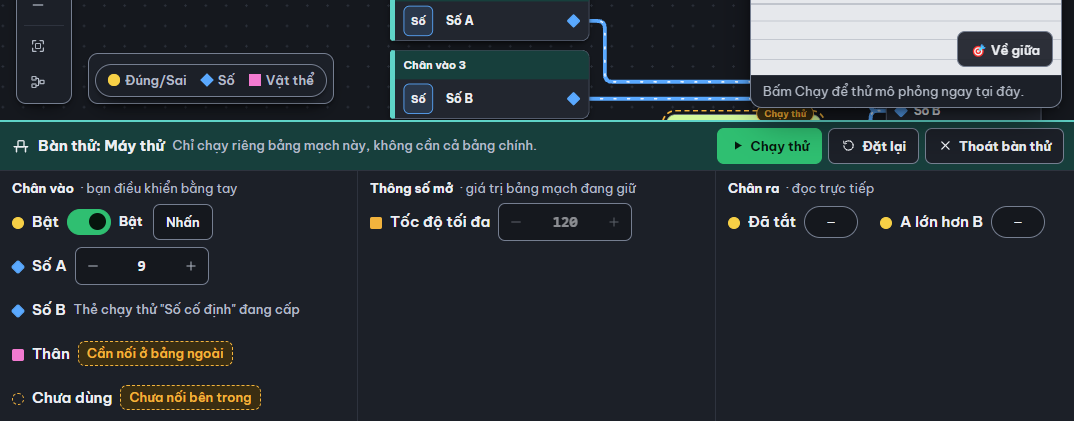 Số Số A
Chân vào 3
Số Số B
Đúng/Sai Số Vật thể
Chạy thử
Số B
Về giữa
Bấm Chạy để thử mô phỏng ngay tại đây.
Bàn thử: Máy thử Chỉ chạy riêng bảng mạch này, không cần cả bảng chính.
Chạy thử Đặt lại Thoát bàn thử
Chân vào · bạn điều khiển bằng tay
Bật Bật Nhấn
Số A − 9 +
Số B Thẻ chạy thử "Số cố định" đang cấp
Thân Cần nối ở bảng ngoài
Chưa dùng Chưa nối bên trong
Thông số mở · giá trị bảng mạch đang giữ
Tốc độ tối đa − 120 +
Chân ra · đọc trực tiếp
Đã tắt – A lớn hơn B –